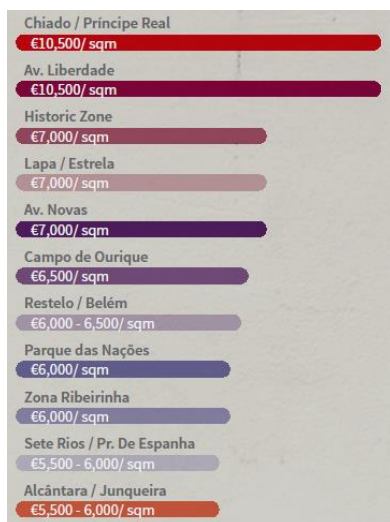 Chiado / Príncipe Real
€10,500/ sqm
Av. Liberdade
€10,500/ sqm
Historic Zone
€7,000/ sqm
Lapa / Estrela
€7,000/ sqm
Av. Novas
€7,000/ sqm
Campo de Ourique
€6,500/ sqm
Restelo / Belém
€6,000 - 6,500/ sqm
Parque das Nações
€6,000/ sqm
Zona Ribeirinha
€6,000/ sqm
Sete Rios / Pr. De Espanha
€5,500 - 6,000/ sqm
Alcântara / Junqueira
€5,500 - 6,000/ sqm